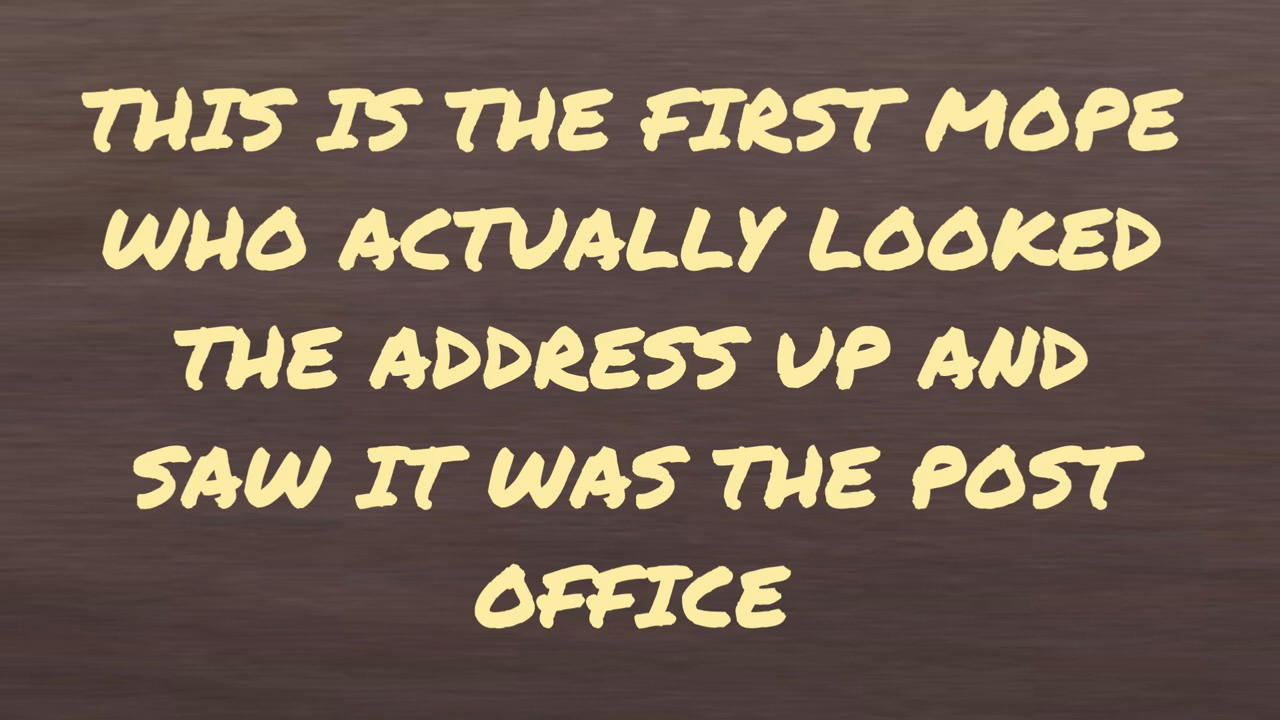 THIS IS THE FIRST MOPE
WHO ACTUALLY LOOKED
THE ADDRESS UP AND
SAW IT WAS THE POST
OFFICE